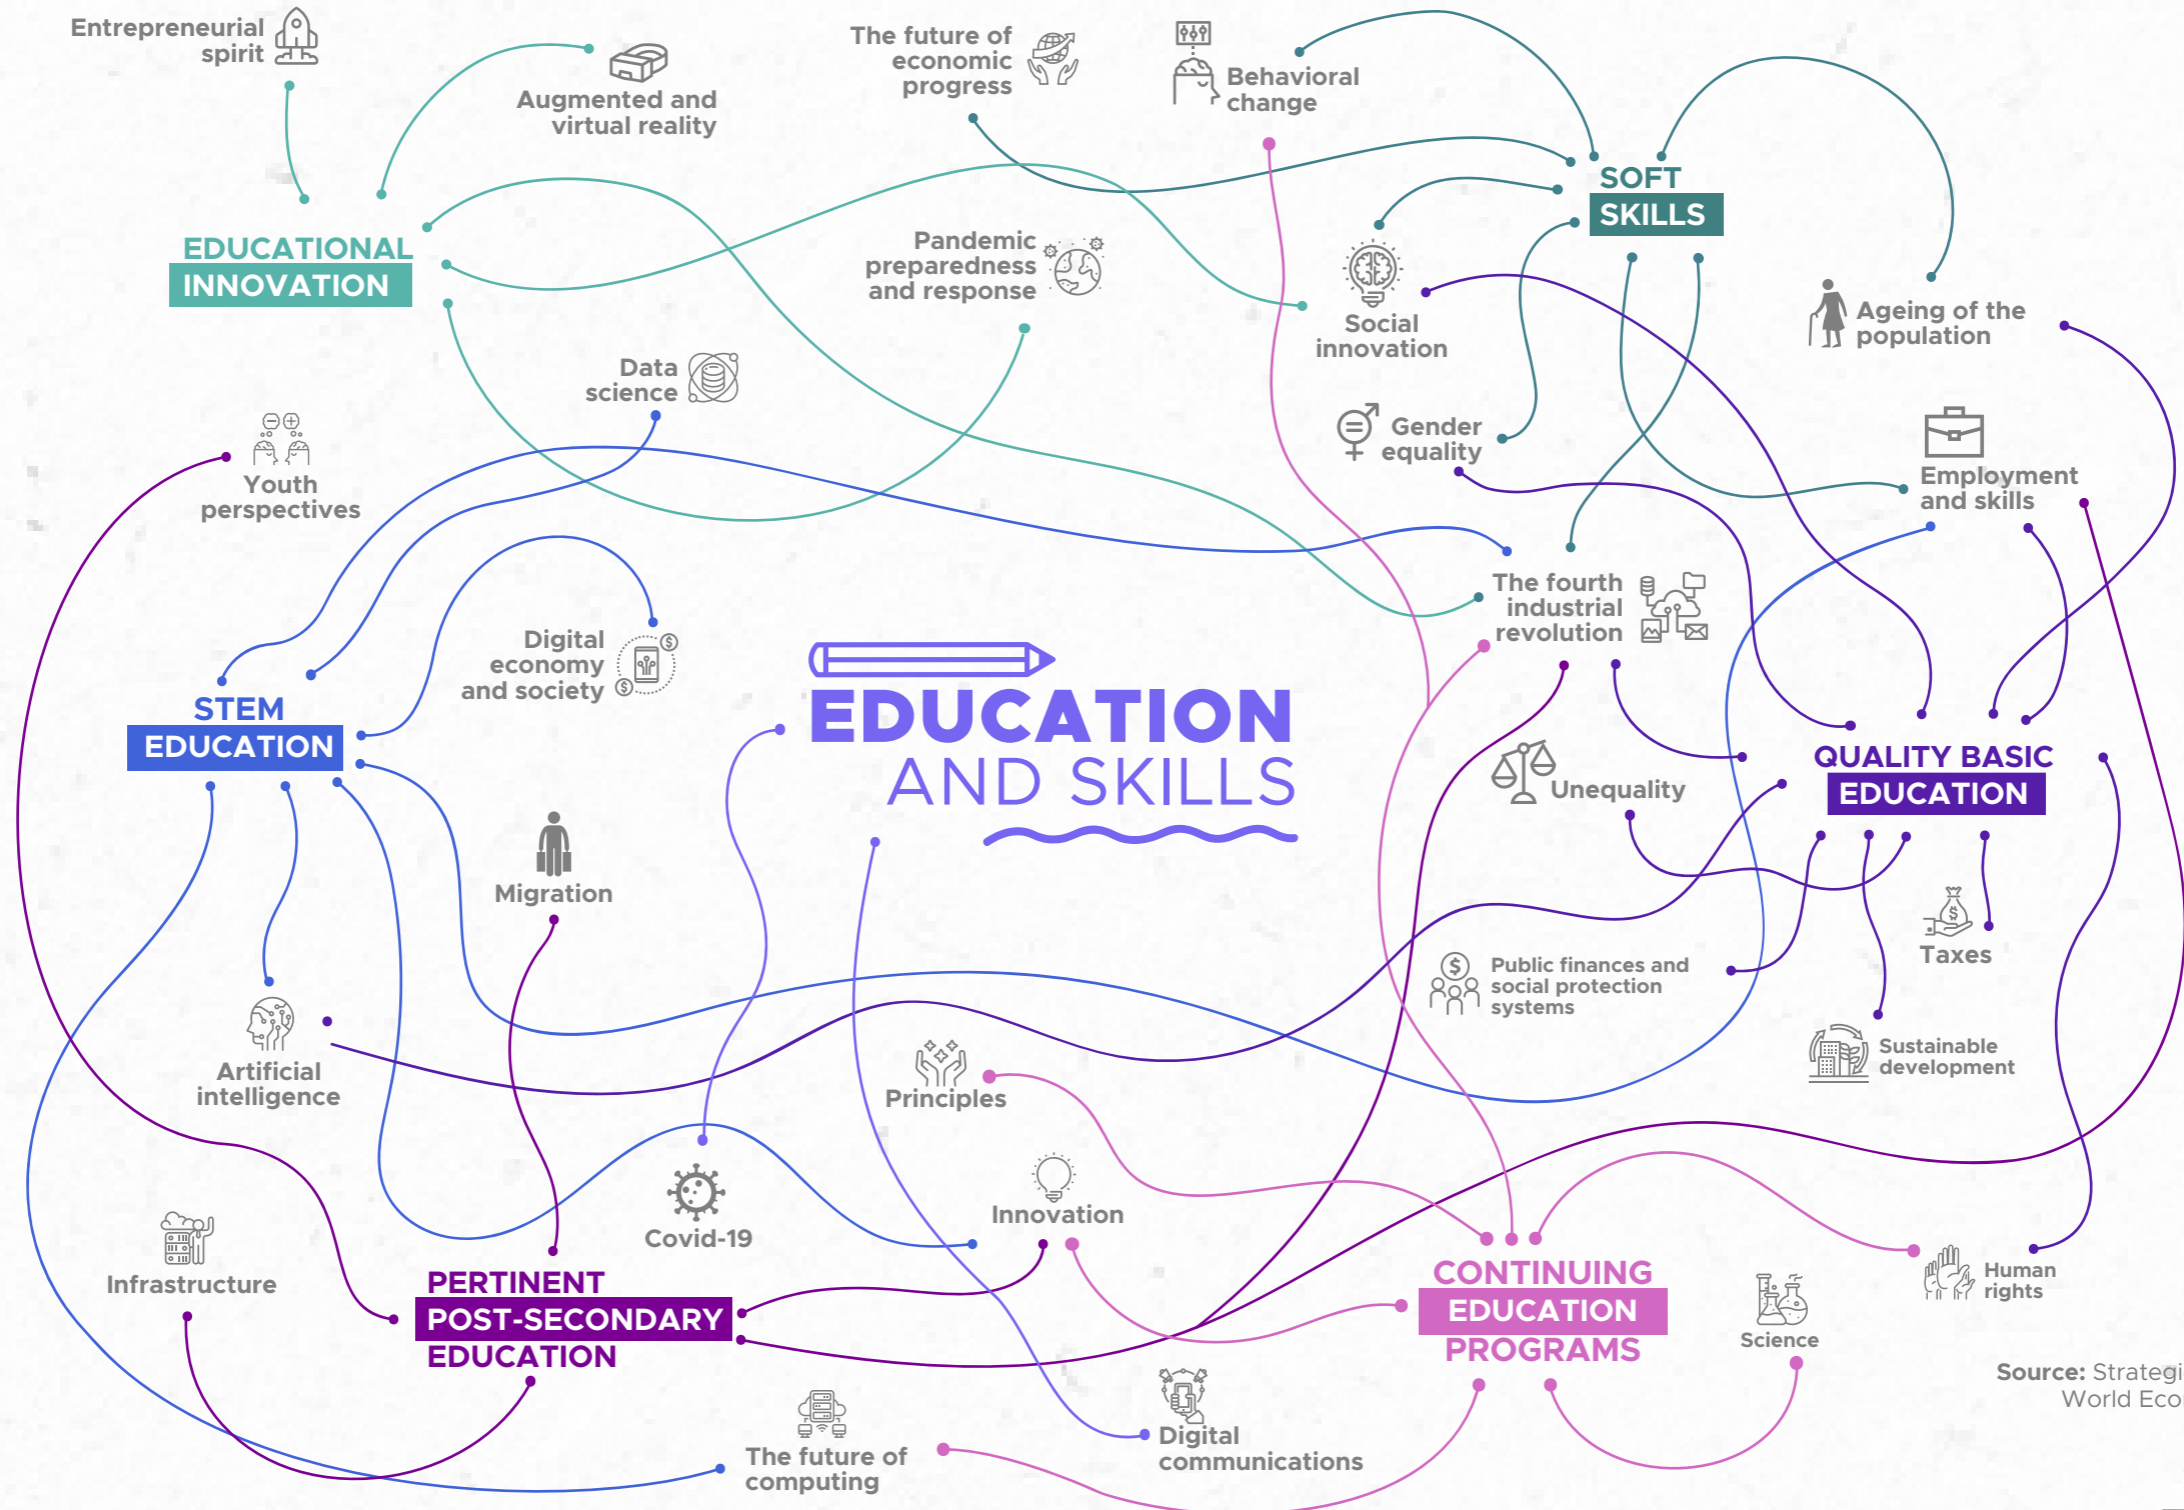 Entrepreneurial
spirit
Augmented and
virtual reality
The future of
economic
progress
Behavioral
change
SOFT
SKILLS
EDUCATIONAL
INNOVATION
Pandemic
preparedness
and response
Social
innovation
Ageing of the
population
Data
science
Youth
perspectives
Gender
equality
Employment
and skills
The fourth
industrial
revolution
Digital
economy
and society
STEM
EDUCATION
EDUCATION
AND SKILLS
QUALITY BASIC
EDUCATION
Unequality
Migration
Taxes
Public finances and
social protection
systems
Sustainable
development
Artificial
intelligence
Principles
Innovation
Covid-19
Infrastructure
PERTINENT
POST-SECONDARY
EDUCATION
CONTINUING
EDUCATION
PROGRAMS
Human
rights
Science
Source: Strategi
World Eco
Digital
communications
The future of
computing